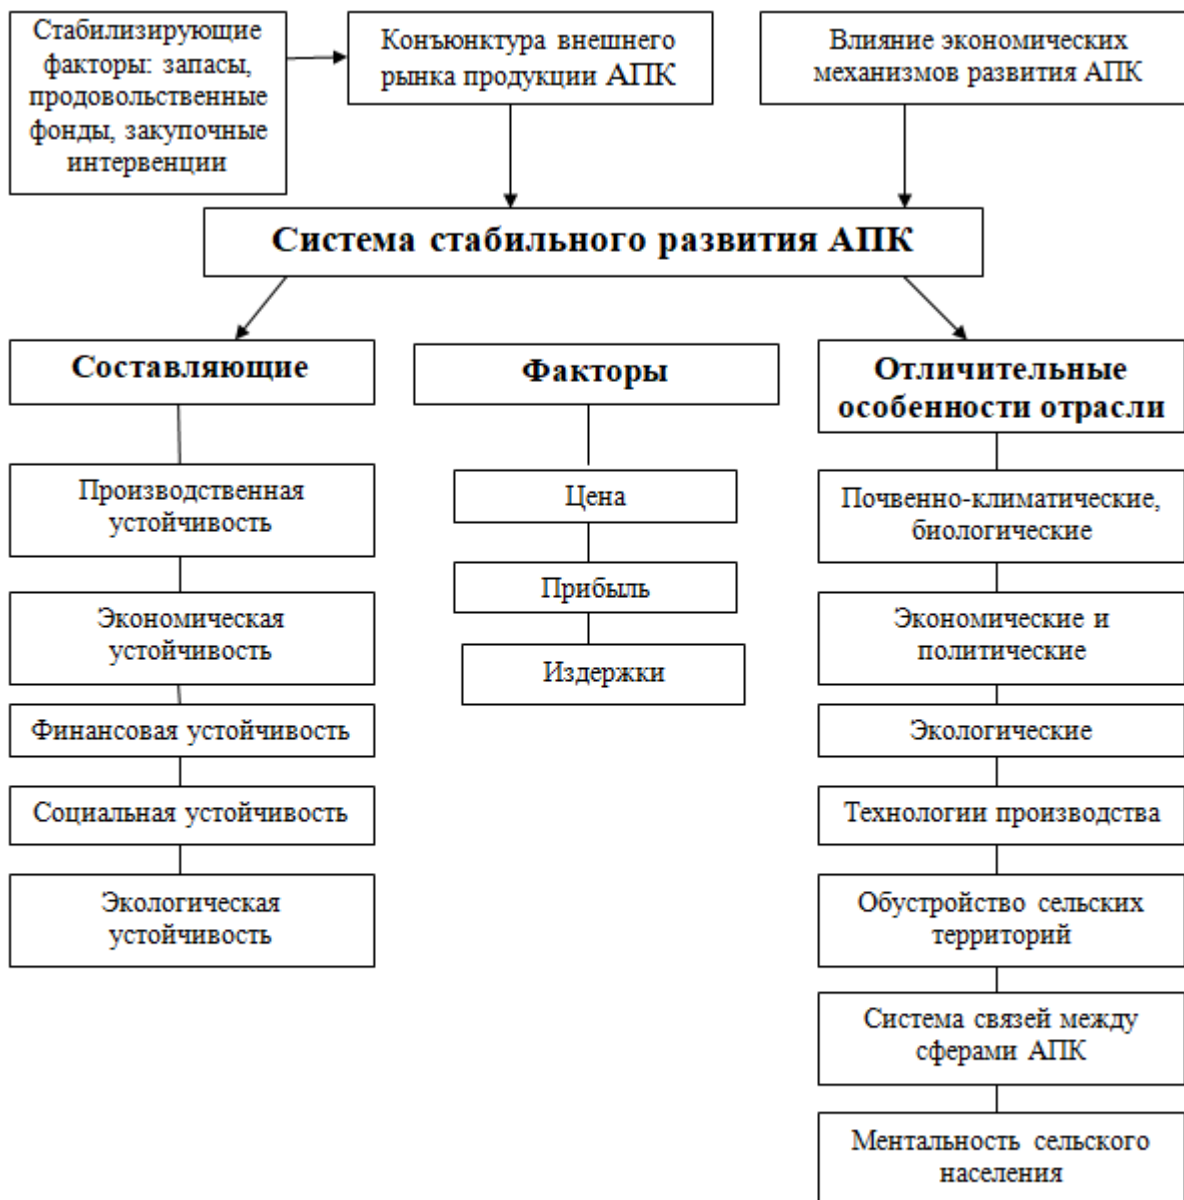 Стабилизирующие
факторы: запасы,
продовольственные
фонды, закупочные
интервенции
Конъюнктура внешнего
рынка продукции АПК
Влияние экономических
механизмов развития АПК
Система стабильного развития АПК
Составляющие
Производственная
устойчивость
Экономическая
устойчивость
Финансовая устойчивость
Социальная устойчивость
Экологическая
устойчивость
Факторы
Цена
Прибыль
Издержки
Отличительные
особенности отрасли
Почвенно-климатические,
биологические
Экономические и
политические
Экологические
Технологии производства
Обустройство сельских
территорий
Система связей между
сферами АПК
Ментальность сельского
населения